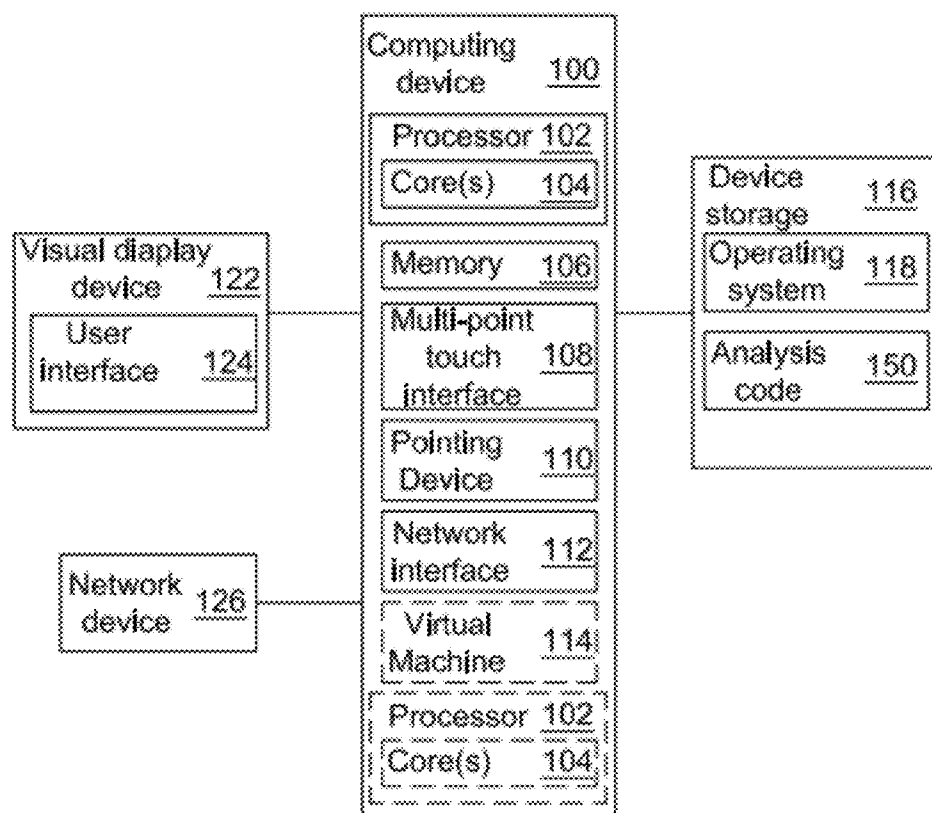 Computing
device 100
Processor 102
Core(s) 104
Memory 106
Multi-point
touch 108
interface
Pointing
Device 110
Network
interface 112
Virtual
Machine 114
Processor 102
Core(s) 104
Visual diaplay
device 122
User
interface 124
Network
device 126
Device
storage 116
Operating
system 118
Analysis
code 150